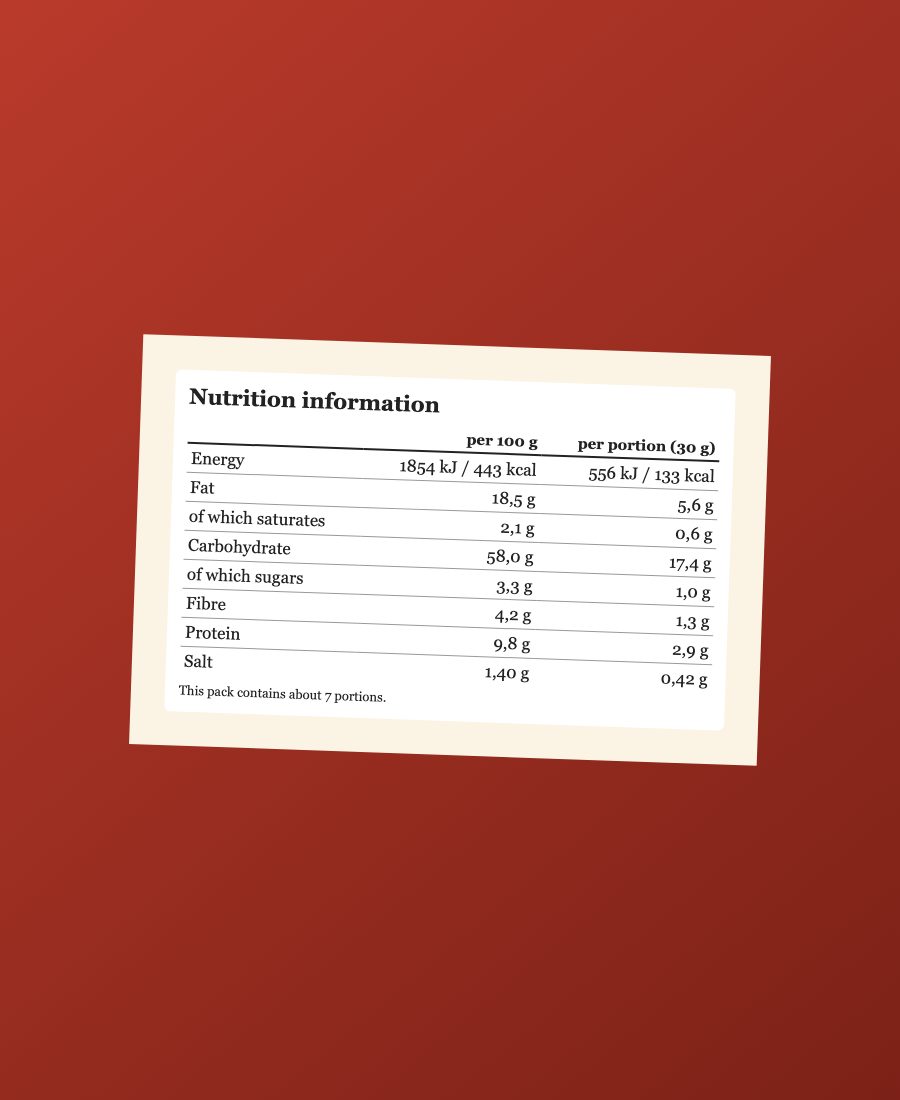 Nutrition information
per 100 g per portion (30 g)
Energy 1854 kJ / 443 kcal 556 kJ / 133 kcal
Fat 18,5 g 5,6 g
of which saturates 2,1 g 0,6 g
Carbohydrate 58,0 g 17,4 g
of which sugars 3,3 g 1,0 g
Fibre 4,2 g 1,3 g
Protein 9,8 g 2,9 g
Salt 1,40 g 0,42 g
This pack contains about 7 portions.